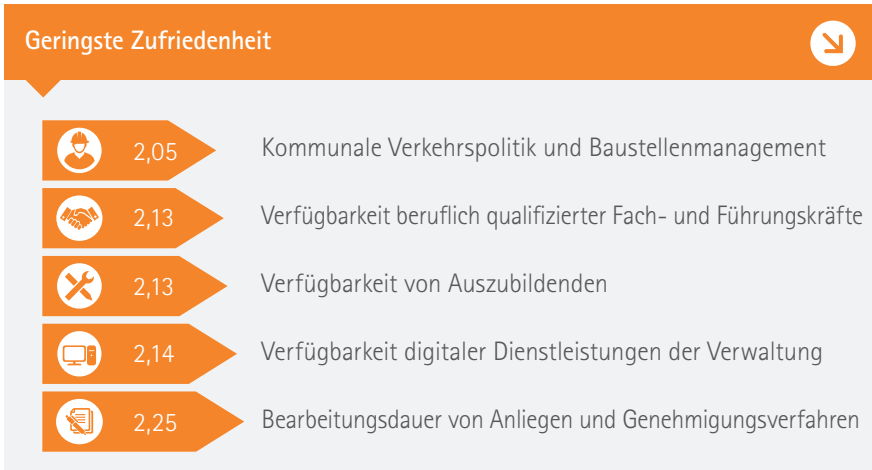 Geringste Zufriedenheit
2,05 Kommunale Verkehrspolitik und Baustellenmanagement
2,13 Verfügbarkeit beruflich qualifizierter Fach- und Führungskräfte
2,13 Verfügbarkeit von Auszubildenden
2,14 Verfügbarkeit digitaler Dienstleistungen der Verwaltung
2,25 Bearbeitungsdauer von Anliegen und Genehmigungsverfahren